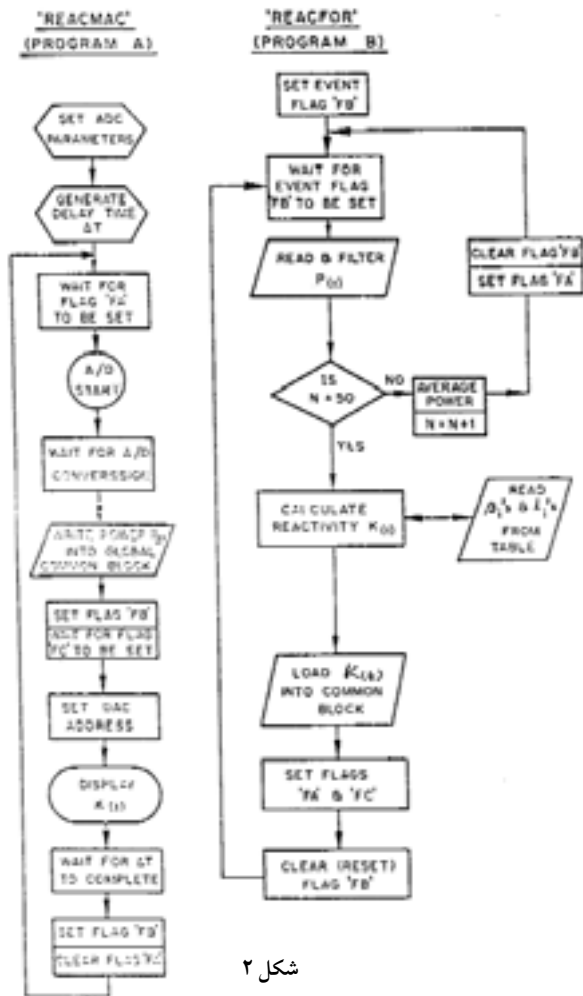 "REACMAC"
(PROGRAM A)
SET ADC
PARAMETERS
GENERATE
DELAY TIME
ΔT
WAIT FOR
FLAG 'FA'
TO BE SET
A/D
START
WAIT FOR A/D
CONVERSSION
WRITE POWER
INTO GLOBAL
COMMON BLOCK
SET FLAG 'FB'
WAIT FOR FLAG
'FC' TO BE SET
SET DAC
ADDRESS
DISPLAY
K(t)
WAIT FOR ΔT
TO COMPLETE
SET FLAG 'FB'
CLEAR FLAG 'FC'
"REACFOR"
(PROGRAM B)
SET EVENT
FLAG 'FB'
WAIT FOR
EVENT FLAG
'FB' TO BE SET
READ & FILTER
P(t)
IS
N = 50
NO
AVERAGE
POWER
N = N+1
CLEAR FLAG 'FB'
SET FLAG 'FA'
YES
CALCULATE
REACTIVITY K(t)
READ
&
FROM
TABLE
LOAD K(t)
INTO COMMON
BLOCK
SET FLAGS
'FA' & 'FC'
CLEAR (RESET)
FLAG 'FB'
شکل ۲